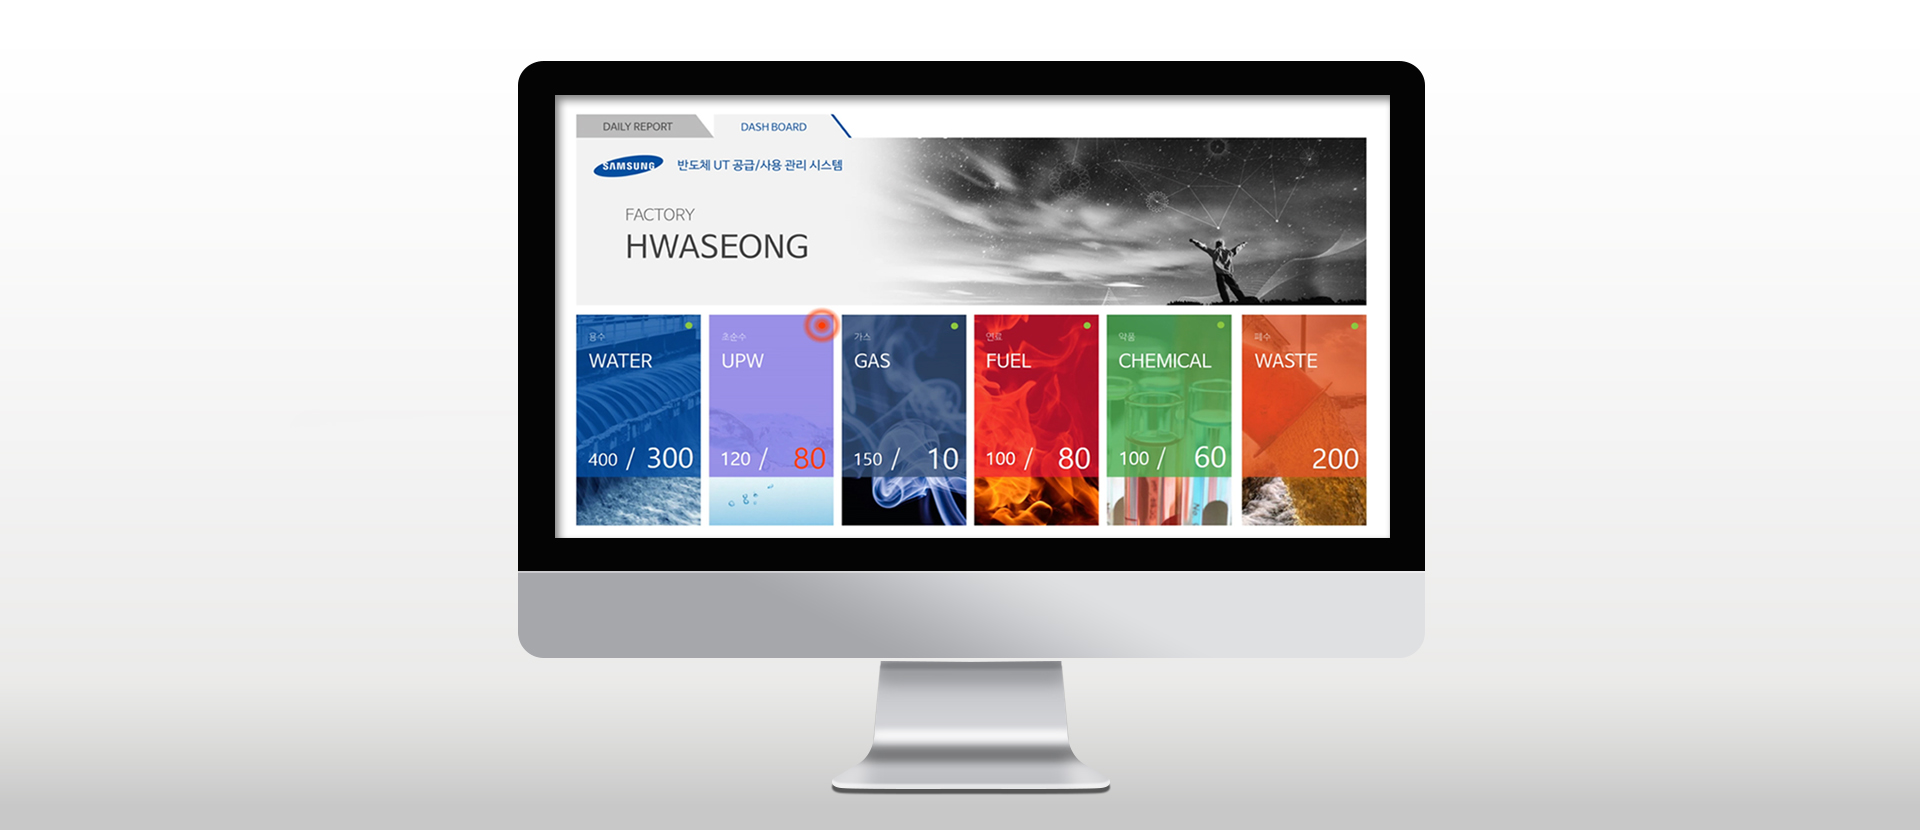 DAILY REPORT
DASH BOARD
SAMSUNG
반도체 UT 공급/사용 관리 시스템
FACTORY
HWASEONG
용수
WATER
400 / 300
초순수
UPW
120 / 80
가스
GAS
150 / 10
연료
FUEL
100 / 80
약품
CHEMICAL
100 / 60
폐수
WASTE
200